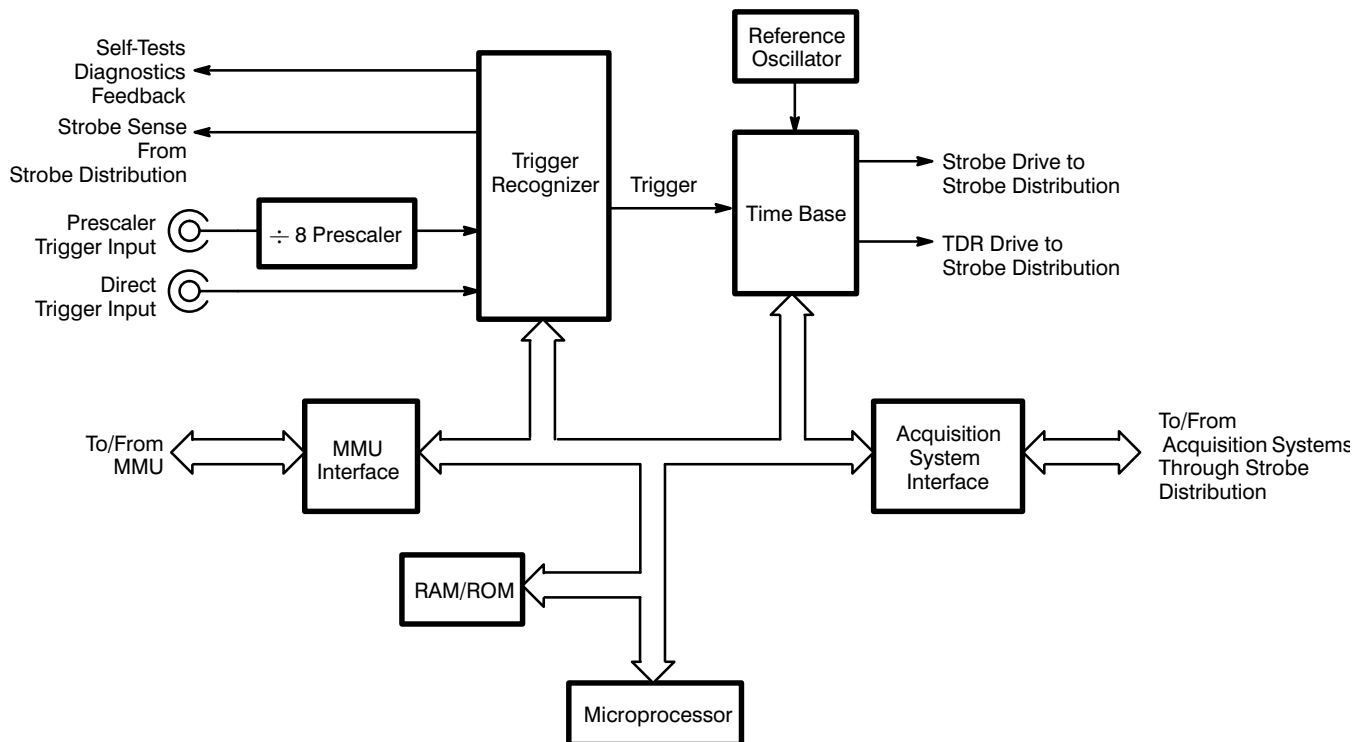 Self-Tests
Diagnostics
Feedback
Strobe Sense
From
Strobe Distribution
Prescaler
Trigger Input
÷ 8 Prescaler
Direct
Trigger Input
Trigger
Recognizer
Trigger
Reference
Oscillator
Time Base
Strobe Drive to
Strobe Distribution
TDR Drive to
Strobe Distribution
To/From
MMU
MMU
Interface
Acquisition
System
Interface
To/From
Acquisition Systems
Through Strobe
Distribution
RAM/ROM
Microprocessor